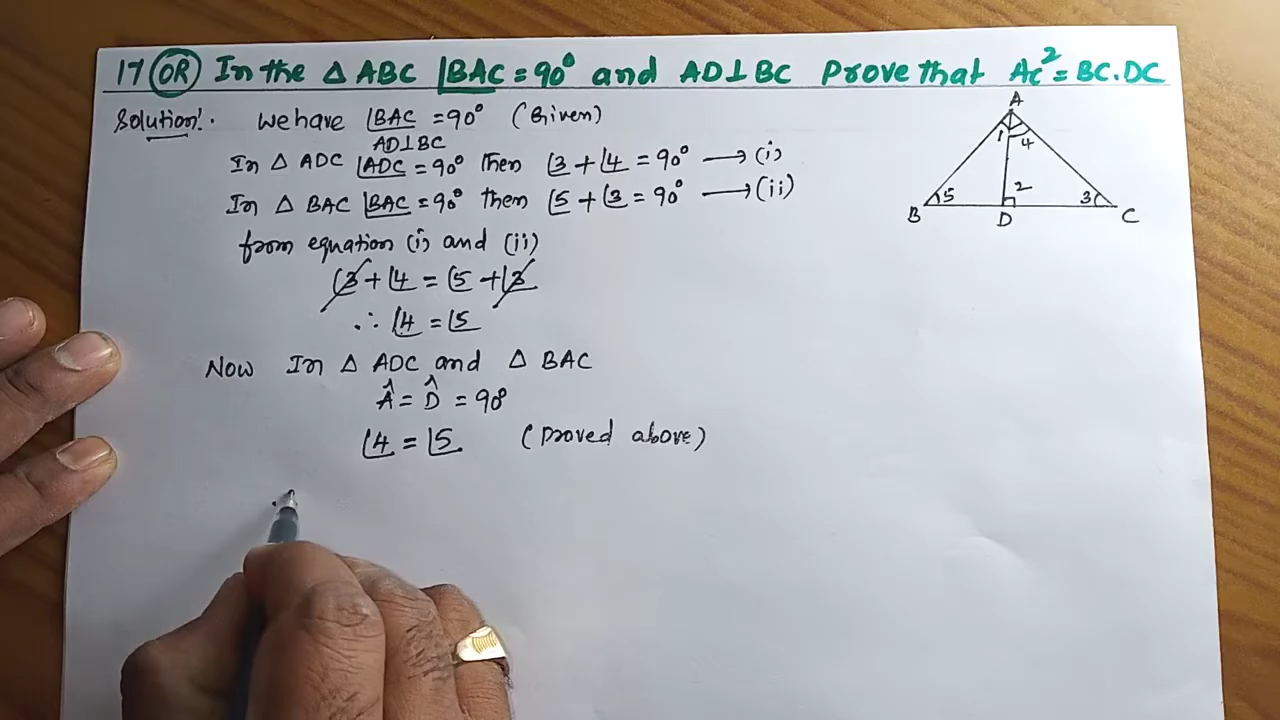 17 OR In the △ ABC ∠BAC = 90° and AD⊥BC Prove that AC² = BC.DC
Solution:. We have ∠BAC = 90° (Given)
AD⊥BC
In △ ADC ∠ADC = 90° then ∠3 + ∠4 = 90° → (i)
In △ BAC ∠BAC = 90° then ∠5 + ∠3 = 90° → (ii)
from equation (i) and (ii)
∠3 + ∠4 = ∠5 + ∠3
∴ ∠4 = ∠5
Now In △ ADC and △ BAC
Â = D̂ = 90°
∠4 = ∠5 (Proved above)
A
1 4
5 2 3
B D C